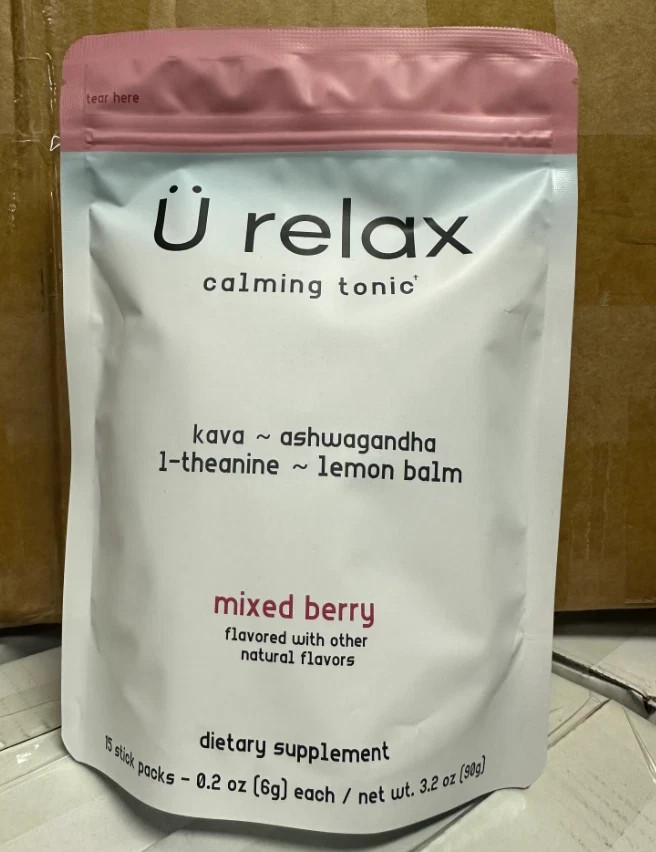 tear here
Ü relax
calming tonic†
kava ~ ashwagandha
l-theanine ~ lemon balm
mixed berry
flavored with other
natural flavors
dietary supplement
15 stick packs - 0.2 oz (6g) each / net wt. 3.2 oz (90g)